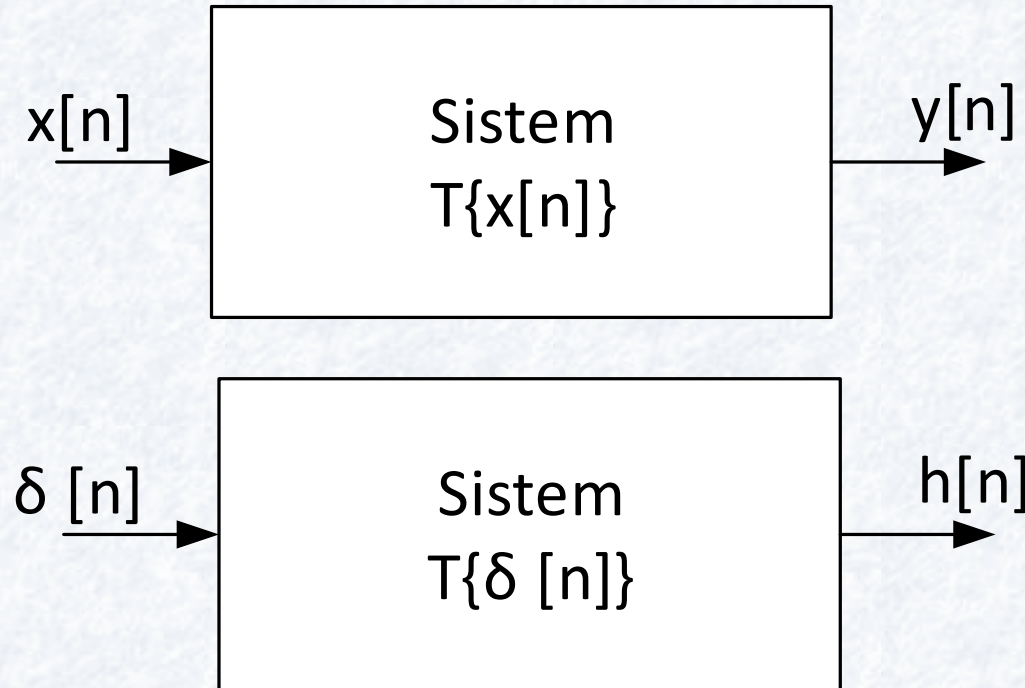 x[n]
Sistem
T{x[n]}
y[n]
δ [n]
Sistem
T{δ [n]}
h[n]